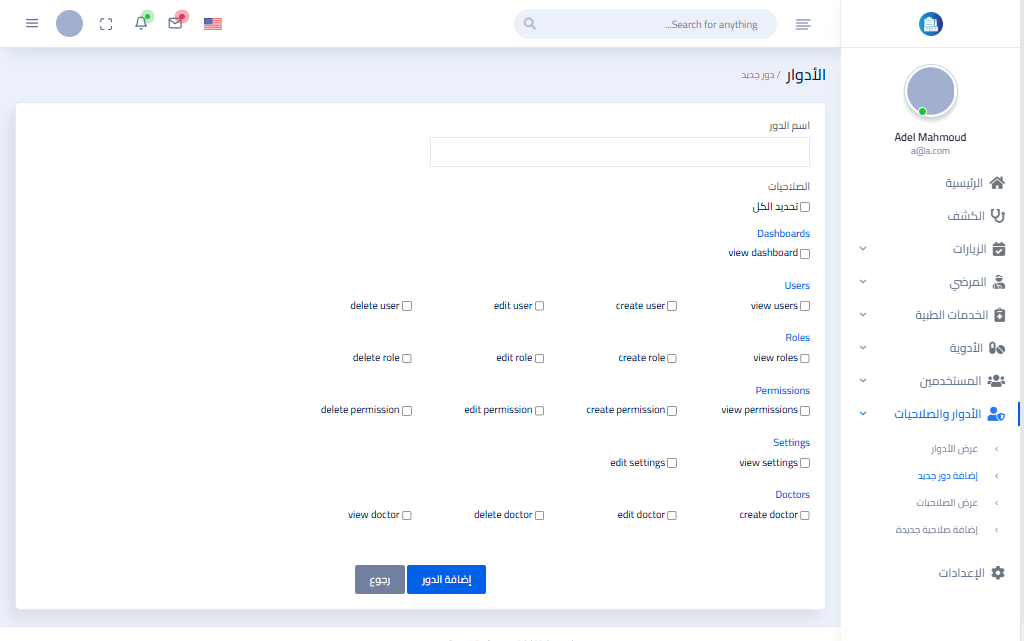 Search for anything...
Adel Mahmoud
a@a.com
الرئيسية
الكشف
الزيارات
المرضي
الخدمات الطبية
الأدوية
المستخدمين
الأدوار والصلاحيات
عرض الأدوار
إضافة دور جديد
عرض الصلاحيات
إضافة صلاحية جديدة
الإعدادات
الأدوار / دور جديد
اسم الدور
الصلاحيات
تحديد الكل
Dashboards
view dashboard
Users
view users create user edit user delete user
Roles
view roles create role edit role delete role
Permissions
view permissions create permission edit permission delete permission
Settings
view settings edit settings
Doctors
create doctor edit doctor delete doctor view doctor
إضافة الدور رجوع